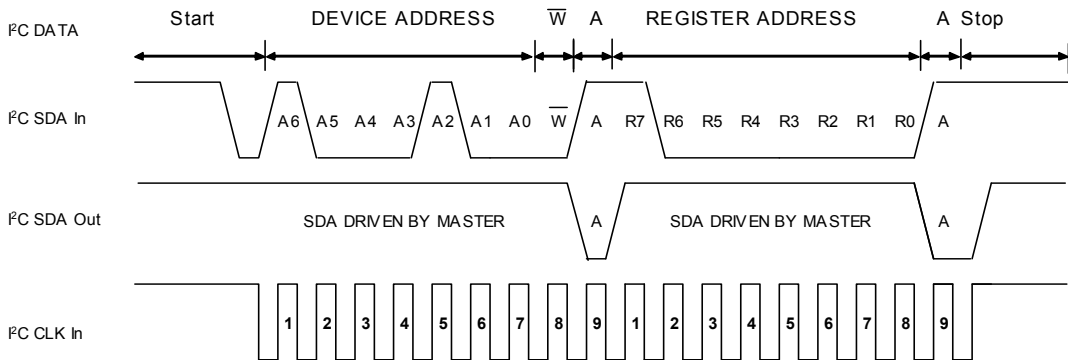 I²C DATA Start DEVICE ADDRESS W̅ A REGISTER ADDRESS A Stop
I²C SDA In A6 A5 A4 A3 A2 A1 A0 W̅ A R7 R6 R5 R4 R3 R2 R1 R0 A
I²C SDA Out SDA DRIVEN BY MASTER A SDA DRIVEN BY MASTER A
I²C CLK In 1 2 3 4 5 6 7 8 9 1 2 3 4 5 6 7 8 9